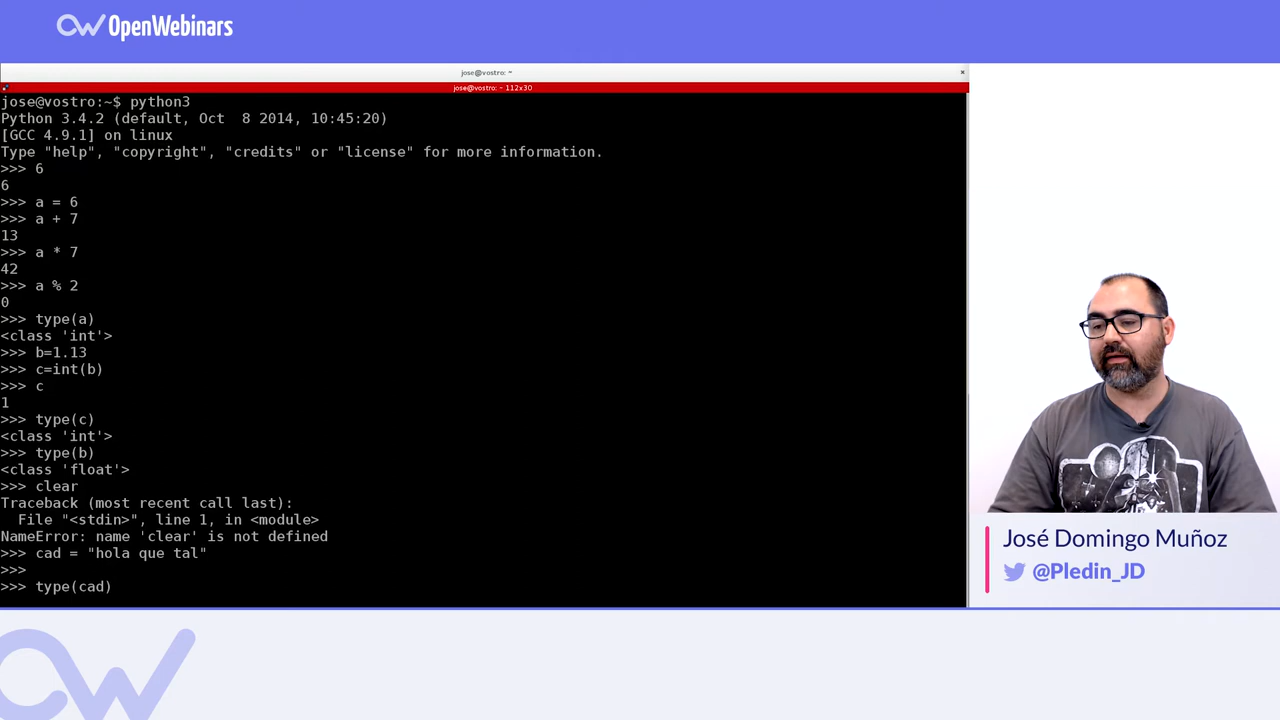 OpenWebinars
jose@vostro: ~
jose@vostro: ~ 112x30
jose@vostro:~$ python3
Python 3.4.2 (default, Oct  8 2014, 10:45:20)
[GCC 4.9.1] on linux
Type "help", "copyright", "credits" or "license" for more information.
>>> 6
6
>>> a = 6
>>> a + 7
13
>>> a * 7
42
>>> a % 2
0
>>> type(a)
<class 'int'>
>>> b=1.13
>>> c=int(b)
>>> c
1
>>> type(c)
<class 'int'>
>>> type(b)
<class 'float'>
>>> clear
Traceback (most recent call last):
  File "<stdin>", line 1, in <module>
NameError: name 'clear' is not defined
>>> cad = "hola que tal"
>>>
>>> type(cad)
José Domingo Muñoz
@Pledin_JD